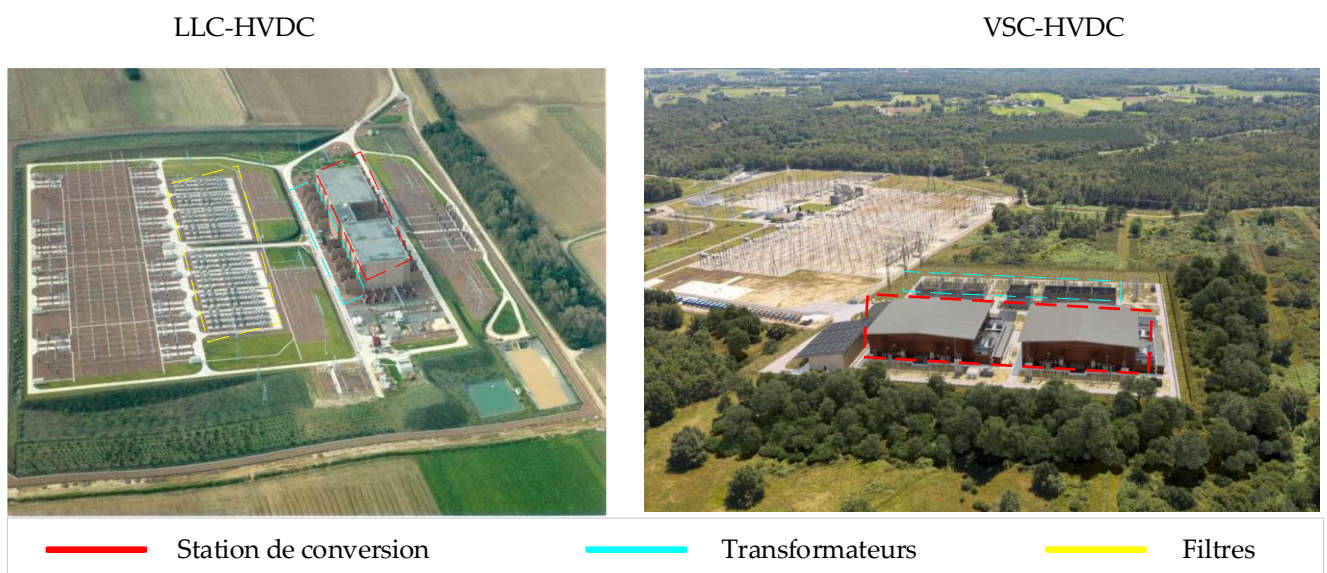 LLC-HVDC
VSC-HVDC
Station de conversion
Transformateurs
Filtres